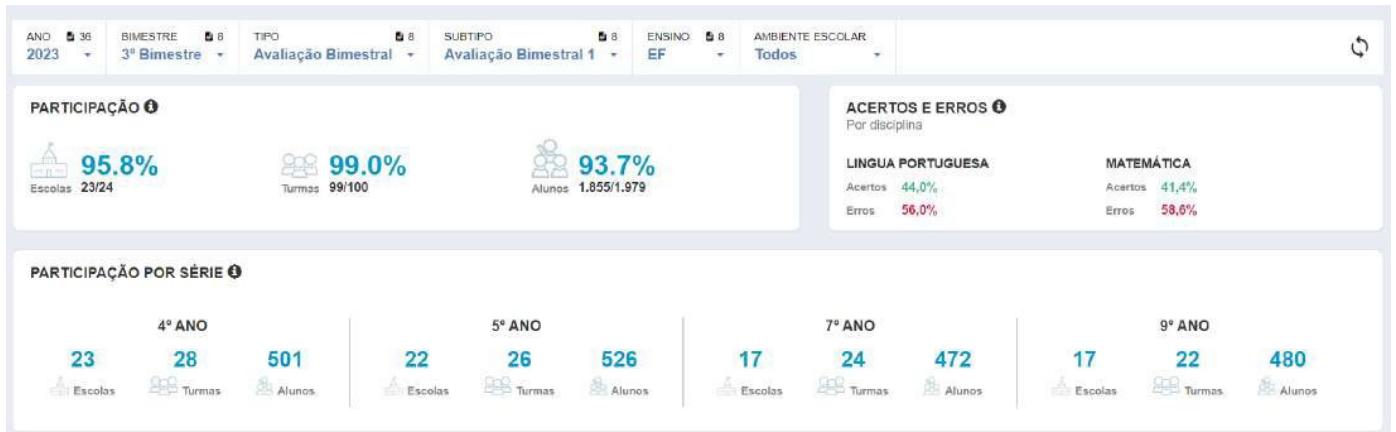 ANO 36 BIMESTRE 8 TIPO 8 SUBTIPO 8 ENSINO 8 AMBIENTE ESCOLAR
2023 3º Bimestre Avaliação Bimestral Avaliação Bimestral 1 EF Todos
PARTICIPAÇÃO
95.8% 99.0% 93.7%
Escolas 23/24 Turmas 99/100 Alunos 1.855/1.979
ACERTOS E ERROS
Por disciplina
LINGUA PORTUGUESA MATEMÁTICA
Acertos 44,0% Acertos 41,4%
Erros 56,0% Erros 58,6%
PARTICIPAÇÃO POR SÉRIE
4º ANO 5º ANO 7º ANO 9º ANO
23 28 501 22 26 526 17 24 472 17 22 480
Escolas Turmas Alunos Escolas Turmas Alunos Escolas Turmas Alunos Escolas Turmas Alunos